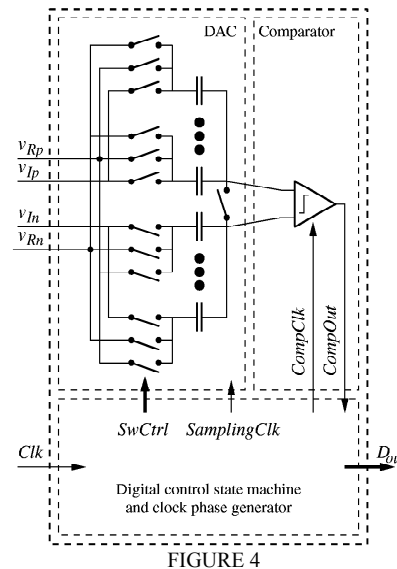 DAC
Comparator
vRp
vIp
vIn
vRn
CompClk
CompOut
SwCtrl
SamplingClk
Clk
Dou
Digital control state machine
and clock phase generator
FIGURE 4